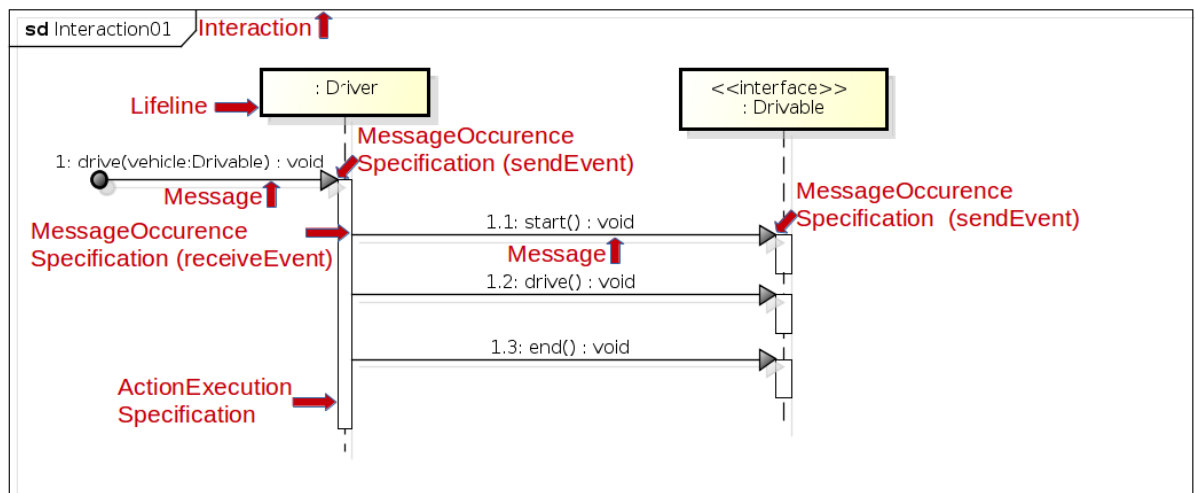 sd Interaction01
Interaction
: Driver
<<interface>>
: Drivable
Lifeline
MessageOccurence
Specification (sendEvent)
1: drive(vehicle:Drivable) : void
Message
MessageOccurence
Specification (sendEvent)
MessageOccurence
Specification (receiveEvent)
1.1: start() : void
Message
1.2: drive() : void
1.3: end() : void
ActionExecution
Specification